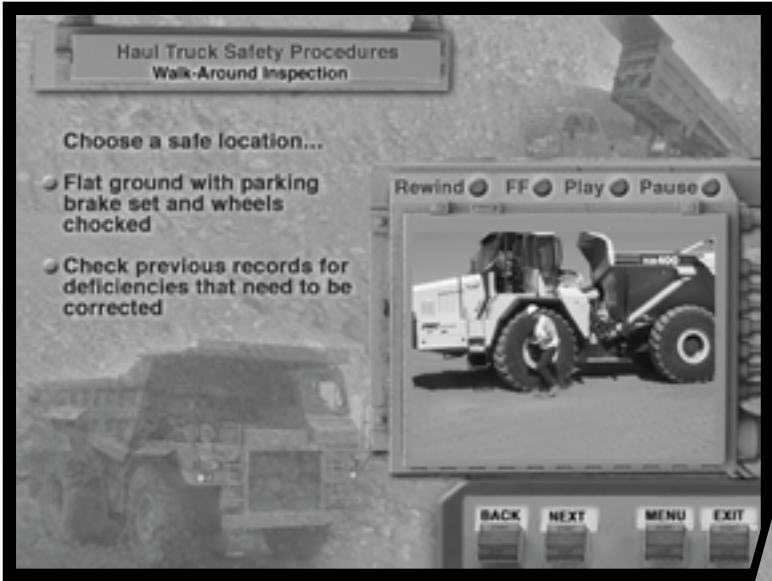 Haul Truck Safety Procedures
Walk-Around Inspection
Choose a safe location...
Flat ground with parking
brake set and wheels
chocked
Check previous records for
deficiencies that need to be
corrected
Rewind FF Play Pause
BACK NEXT MENU EXIT